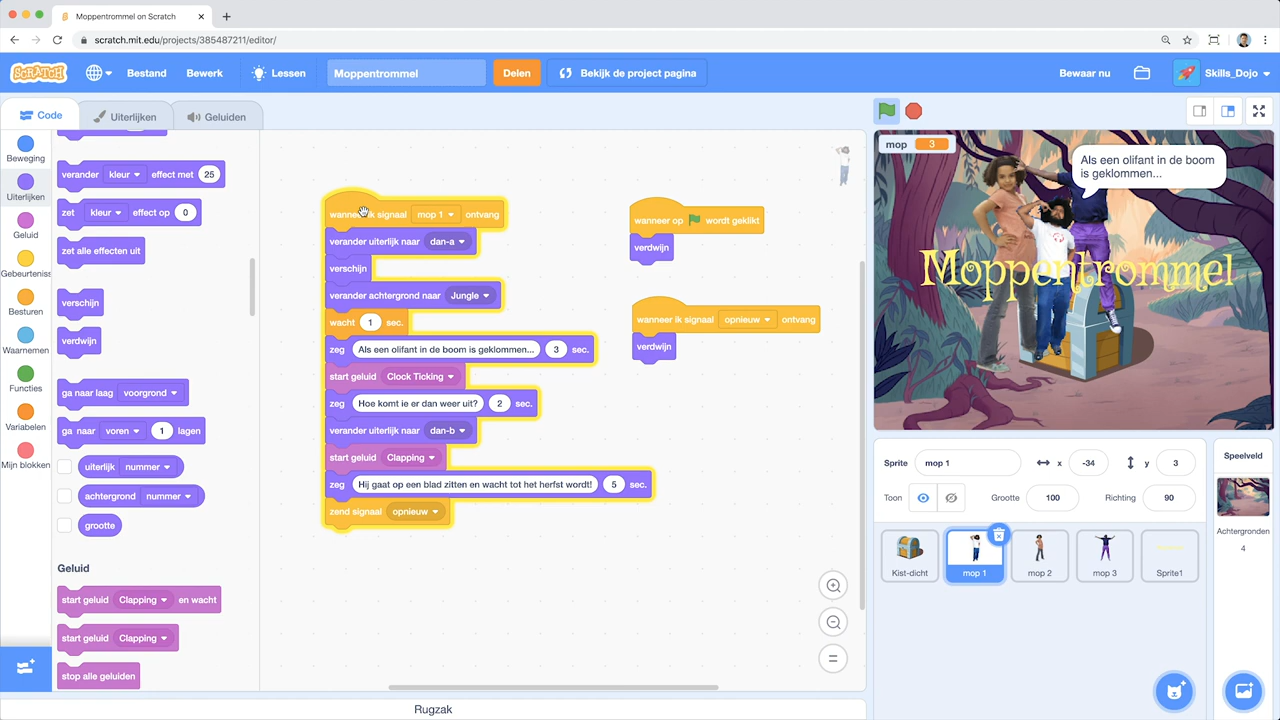 Moppentrommel on Scratch
scratch.mit.edu/projects/385487211/editor/
SCRATCH
Bestand
Bewerk
Lessen
Moppentrommel
Delen
Bekijk de project pagina
Bewaar nu
Skills_Dojo
Code
Uiterlijken
Geluiden
Beweging
Uiterlijken
Geluid
Gebeurtenis
Besturen
Waarnemen
Functies
Variabelen
Mijn blokken
verander kleur effect met 25
zet kleur effect op 0
zet alle effecten uit
verschijn
verdwijn
ga naar laag voorgrond
ga naar voren 1 lagen
uiterlijk nummer
achtergrond nummer
grootte
Geluid
start geluid Clapping en wacht
start geluid Clapping
stop alle geluiden
wanneer ik signaal mop 1 ontvang
verander uiterlijk naar dan-a
verschijn
verander achtergrond naar Jungle
wacht 1 sec.
zeg Als een olifant in de boom is geklommen... 3 sec.
start geluid Clock Ticking
zeg Hoe komt ie er dan weer uit? 2 sec.
verander uiterlijk naar dan-b
start geluid Clapping
zeg Hij gaat op een blad zitten en wacht tot het herfst wordt! 5 sec.
zend signaal opnieuw
wanneer op wordt geklikt
verdwijn
wanneer ik signaal opnieuw ontvang
verdwijn
mop 3
Als een olifant in de boom
is geklommen...
Moppentrommel
Sprite mop 1 x -34 y 3
Toon Grootte 100 Richting 90
Kist-dicht
mop 1
mop 2
mop 3
Sprite1
Speelveld
Achtergronden
4
Rugzak